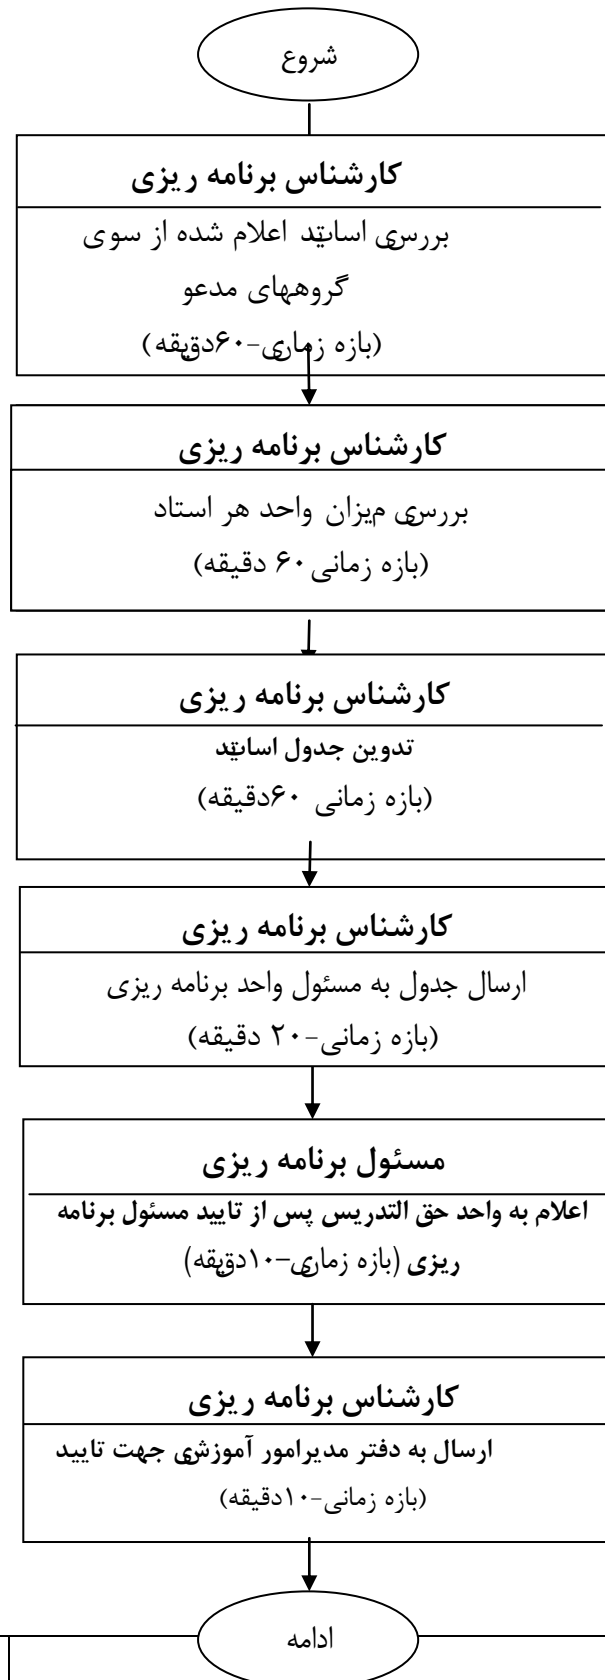 شروع
کارشناس برنامه ریزی
بررسی اساتید اعلام شده از سوی
گروههای مدعو
(بازه زمانی-۶۰دقیقه)
کارشناس برنامه ریزی
بررسی میزان واحد هر استاد
(بازه زمانی۶۰ دقیقه)
کارشناس برنامه ریزی
تدوین جدول اساتید
(بازه زمانی ۶۰دقیقه)
کارشناس برنامه ریزی
ارسال جدول به مسئول واحد برنامه ریزی
(بازه زمانی-۲۰ دقیقه)
مسئول برنامه ریزی
اعلام به واحد حق التدریس پس از تایید مسئول برنامه
ریزی (بازه زمانی-۱۰دقیقه)
کارشناس برنامه ریزی
ارسال به دفتر مدیرامور آموزشی جهت تایید
(بازه زمانی-۱۰دقیقه)
ادامه